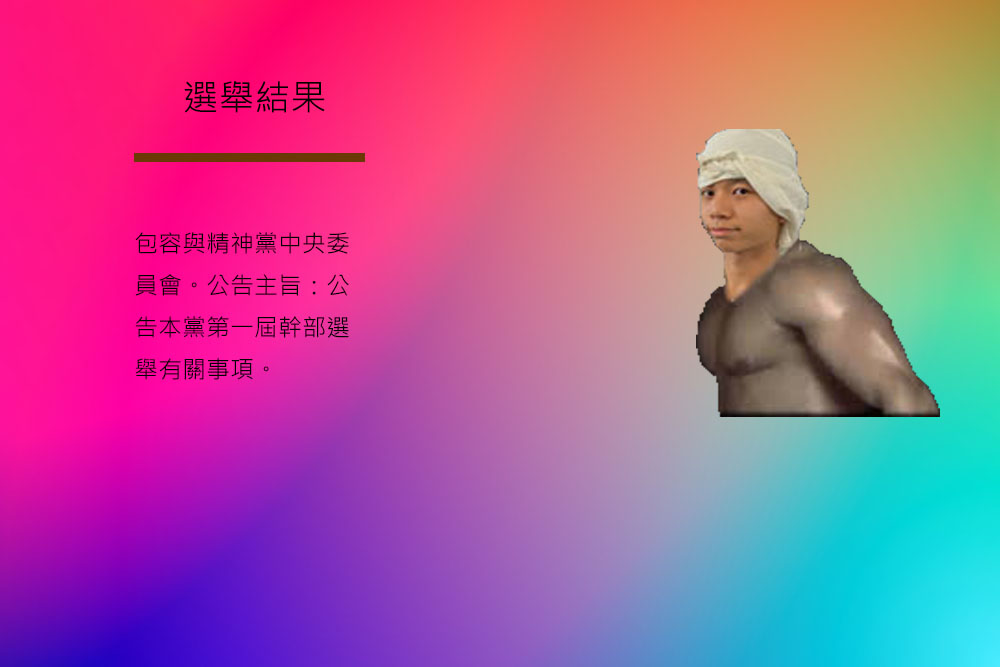 選舉結果
包容與精神黨中央委
員會。公告主旨：公
告本黨第一屆幹部選
舉有關事項。